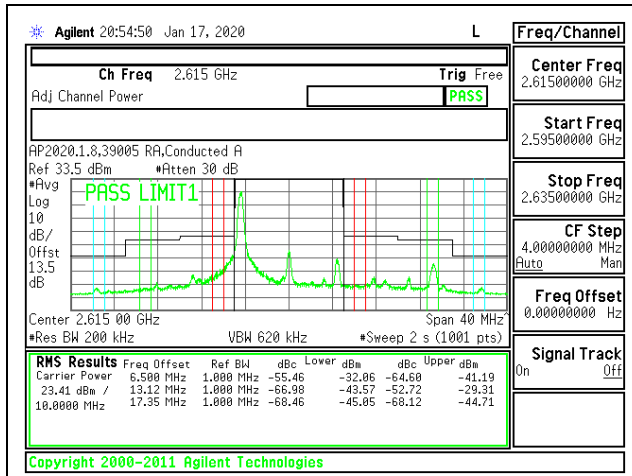 Agilent 20:54:50 Jan 17, 2020 L
Freq/Channel
Ch Freq 2.615 GHz Trig Free
Adj Channel Power PASS
Center Freq
2.61500000 GHz
Start Freq
2.59500000 GHz
Stop Freq
2.63500000 GHz
CF Step
4.00000000 MHz
Auto Man
Freq Offset
0.00000000 Hz
Signal Track
On Off
AP2020.1.8,39005 RA,Conducted A
Ref 33.5 dBm #Atten 30 dB
#Avg
Log
10
dB/
Offst
13.5
dB
PASS LIMIT1
Center 2.615 00 GHz Span 40 MHz
#Res BW 200 kHz VBW 620 kHz #Sweep 2 s (1001 pts)
RMS Results Freq Offset Ref BW dBc Lower dBm dBc Upper dBm
Carrier Power 6.500 MHz 1.000 MHz -55.46 -32.06 -64.60 -41.19
23.41 dBm / 13.12 MHz 1.000 MHz -66.98 -43.57 -52.72 -29.31
10.0000 MHz 17.35 MHz 1.000 MHz -68.46 -45.05 -68.12 -44.71
Copyright 2000-2011 Agilent Technologies